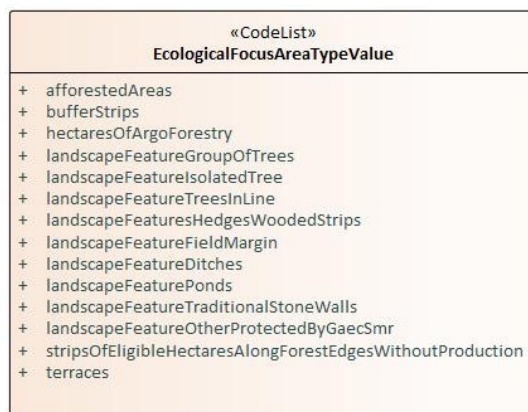 «CodeList»
EcologicalFocusAreaTypeValue
+ afforestedAreas
+ bufferStrips
+ hectaresOfArgoForestry
+ landscapeFeatureGroupOfTrees
+ landscapeFeatureIsolatedTree
+ landscapeFeatureTreesInLine
+ landscapeFeaturesHedgesWoodedStrips
+ landscapeFeatureFieldMargin
+ landscapeFeatureDitches
+ landscapeFeaturePonds
+ landscapeFeatureTraditionalStoneWalls
+ landscapeFeatureOtherProtectedByGaecSmr
+ stripsOfEligibleHectaresAlongForestEdgesWithoutProduction
+ terraces